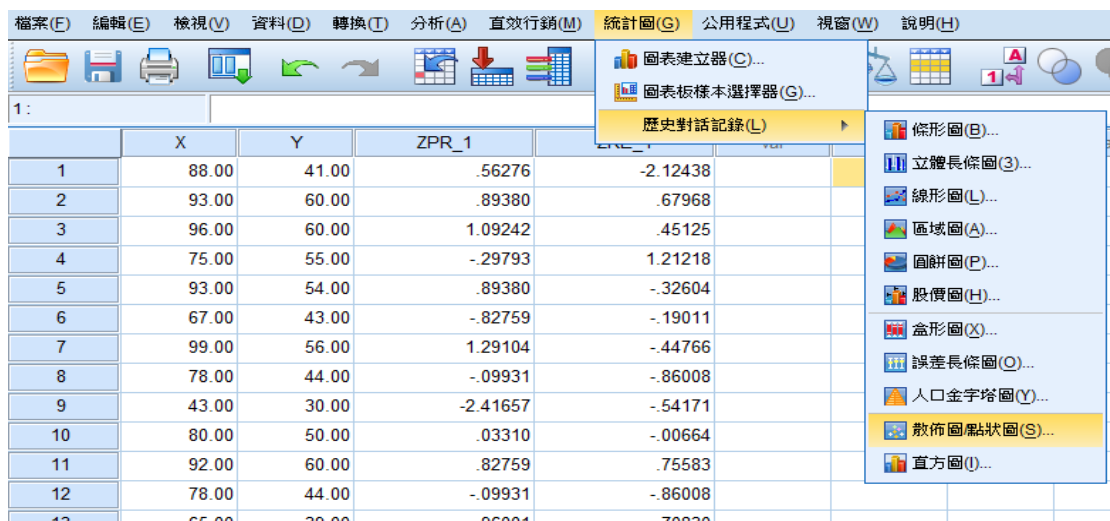 檔案(F) 編輯(E) 檢視(V) 資料(D) 轉換(T) 分析(A) 直效行銷(M) 統計圖(G) 公用程式(U) 視窗(W) 說明(H)
圖表建立器(C)...
圖表板樣本選擇器(G)...
歷史對話記錄(L)
條形圖(B)...
立體長條圖(3)...
線形圖(L)...
區域圖(A)...
圓餅圖(P)...
股價圖(H)...
盒形圖(X)...
誤差長條圖(O)...
人口金字塔圖(Y)...
散佈圖/點狀圖(S)...
直方圖(I)...
A
1
1 :
X Y ZPR_1
1 88.00 41.00 .56276 -2.12438
2 93.00 60.00 .89380 .67968
3 96.00 60.00 1.09242 .45125
4 75.00 55.00 -.29793 1.21218
5 93.00 54.00 .89380 -.32604
6 67.00 43.00 -.82759 -.19011
7 99.00 56.00 1.29104 -.44766
8 78.00 44.00 -.09931 -.86008
9 43.00 30.00 -2.41657 -.54171
10 80.00 50.00 .03310 -.00664
11 92.00 60.00 .82759 .75583
12 78.00 44.00 -.09931 -.86008